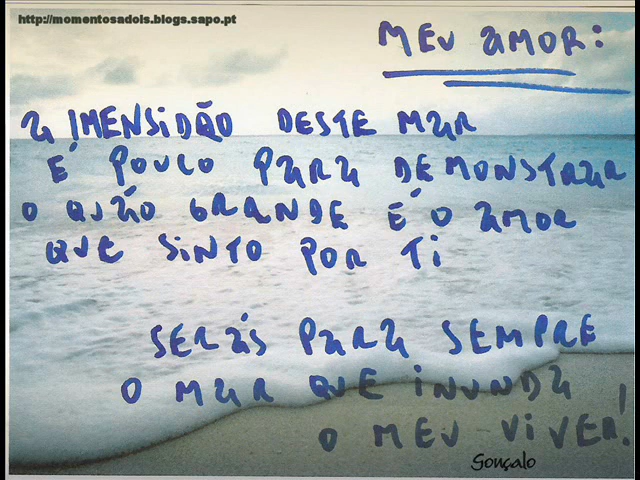 http://momentosadois.blogs.sapo.pt
MEU AMOR:
A IMENSIDÃO DESTE MAR
É POUCO PARA DEMONSTRAR
O QUÃO GRANDE É O AMOR
QUE SINTO POR TI
SERÁS PARA SEMPRE
O MAR QUE INUNDA
O MEU VIVER!
Gonçalo